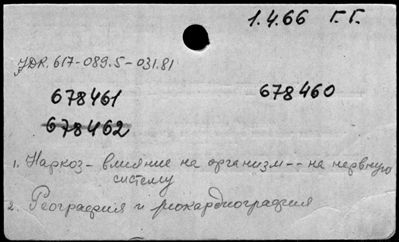 1.4.66 Г.Г.
УДК. 617-089.5-031.81
678461 678460
678462
1. Наркоз - влияние на организм -- на нервную
систему
2. Реография и реокардиография